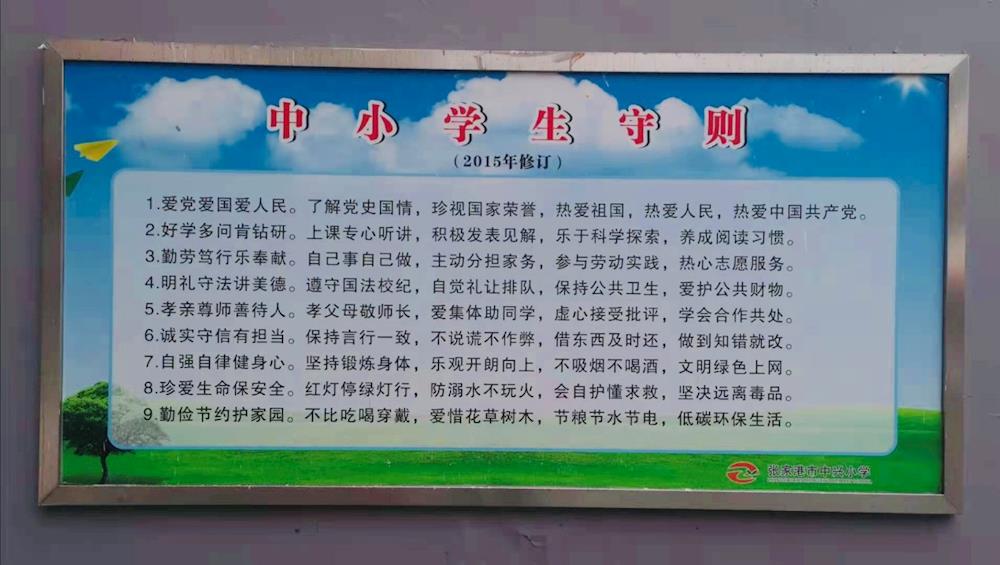 中小学生守则
（2015年修订）
1.爱党爱国爱人民。了解党史国情，珍视国家荣誉，热爱祖国，热爱人民，热爱中国共产党。
2.好学多问肯钻研。上课专心听讲，积极发表见解，乐于科学探索，养成阅读习惯。
3.勤劳笃行乐奉献。自己事自己做，主动分担家务，参与劳动实践，热心志愿服务。
4.明礼守法讲美德。遵守国法校纪，自觉礼让排队，保持公共卫生，爱护公共财物。
5.孝亲尊师善待人。孝父母敬师长，爱集体助同学，虚心接受批评，学会合作共处。
6.诚实守信有担当。保持言行一致，不说谎不作弊，借东西及时还，做到知错就改。
7.自强自律健身心。坚持锻炼身体，乐观开朗向上，不吸烟不喝酒，文明绿色上网。
8.珍爱生命保安全。红灯停绿灯行，防溺水不玩火，会自护懂求救，坚决远离毒品。
9.勤俭节约护家园。不比吃喝穿戴，爱惜花草树木，节粮节水节电，低碳环保生活。
张家港市中兴小学